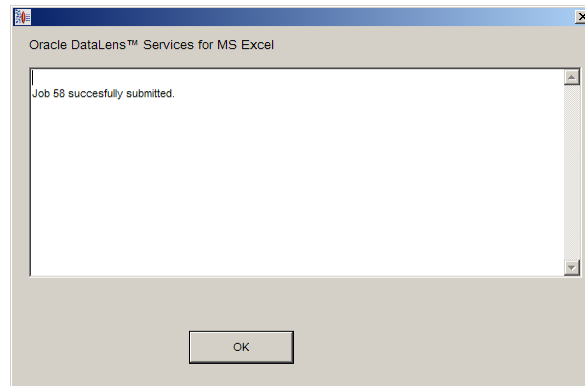 Oracle DataLens™ Services for MS Excel
Job 58 succesfully submitted.
OK